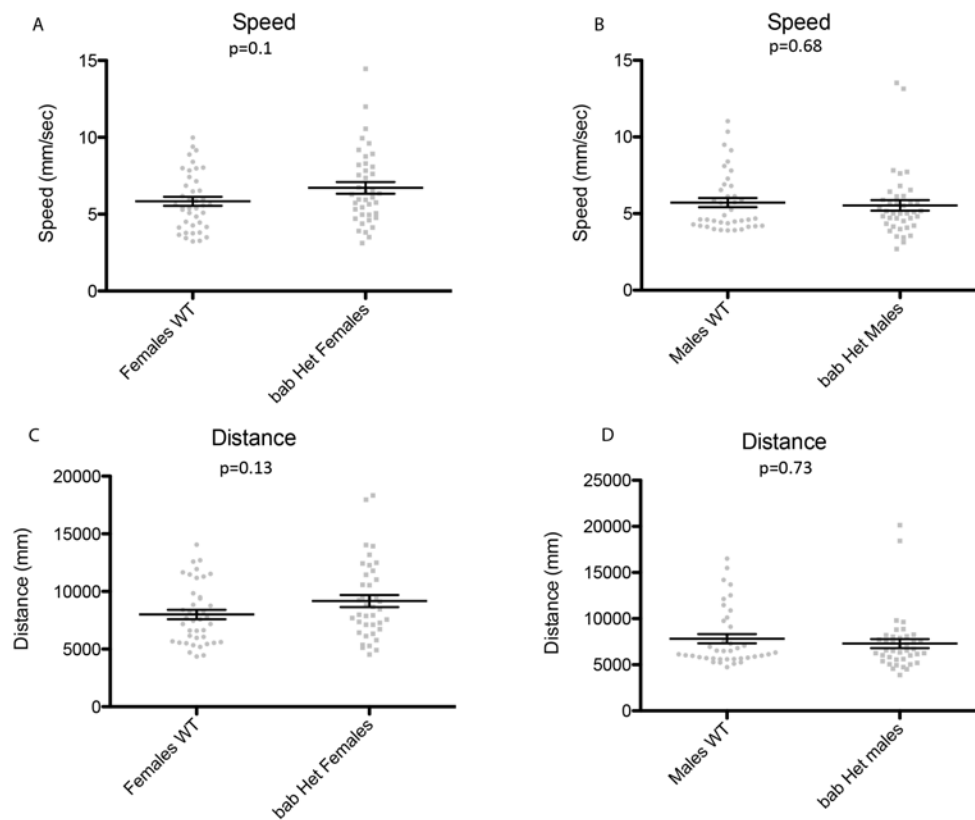 A
Speed
p=0.1
Speed (mm/sec)
15
10
5
0
Females WT
bab Het Females
B
Speed
p=0.68
Speed (mm/sec)
15
10
5
0
Males WT
bab Het Males
C
Distance
p=0.13
Distance (mm)
20000
15000
10000
5000
0
Females WT
bab Het Females
D
Distance
p=0.73
Distance (mm)
25000
20000
15000
10000
5000
0
Males WT
bab Het males